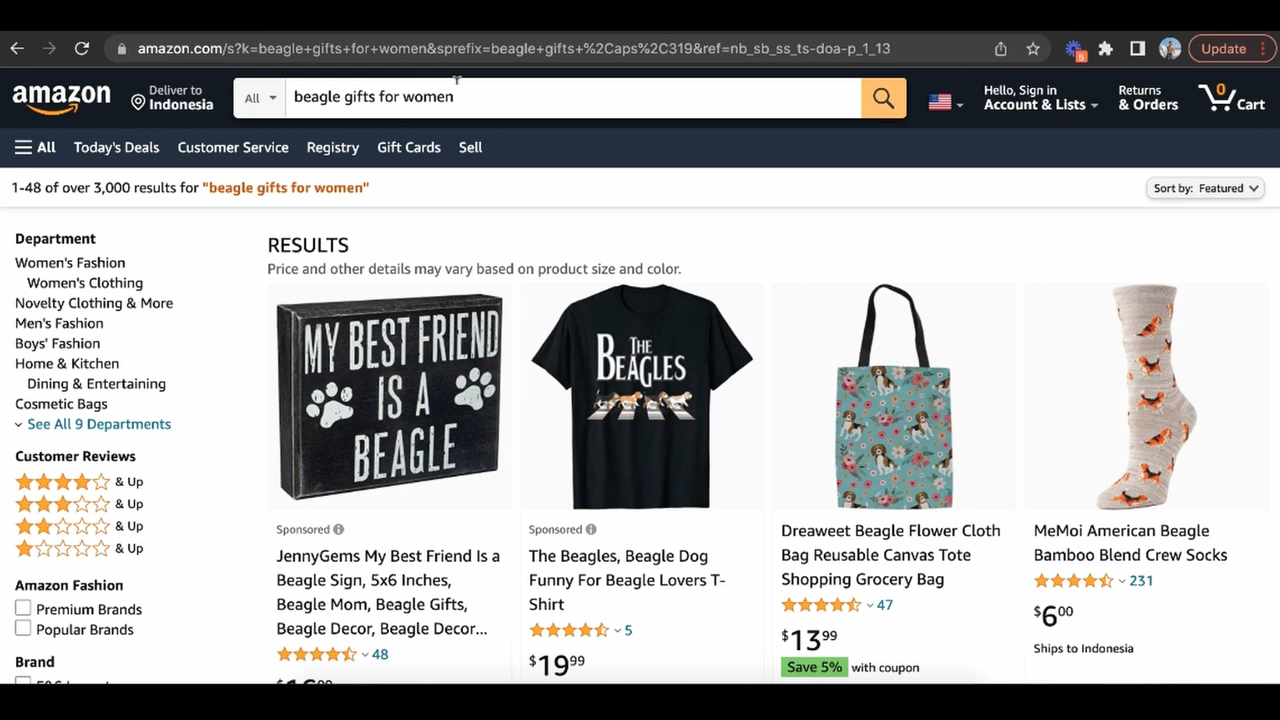 amazon.com/s?k=beagle+gifts+for+women&sprefix=beagle+gifts+%2Caps%2C319&ref=nb_sb_ss_ts-doa-p_1_13
5
Update
amazon
Deliver to
Indonesia
All
beagle gifts for women
Hello, Sign in
Account & Lists
Returns
& Orders
0
Cart
All
Today's Deals
Customer Service
Registry
Gift Cards
Sell
1-48 of over 3,000 results for "beagle gifts for women"
Sort by: Featured
Department
Women's Fashion
Women's Clothing
Novelty Clothing & More
Men's Fashion
Boys' Fashion
Home & Kitchen
Dining & Entertaining
Cosmetic Bags
See All 9 Departments
Customer Reviews
& Up
& Up
& Up
& Up
Amazon Fashion
Premium Brands
Popular Brands
Brand
RESULTS
Price and other details may vary based on product size and color.
MY BEST FRIEND
IS A
BEAGLE
Sponsored
JennyGems My Best Friend Is a
Beagle Sign, 5x6 Inches,
Beagle Mom, Beagle Gifts,
Beagle Decor, Beagle Decor...
48
THE
BEAGLES
Sponsored
The Beagles, Beagle Dog
Funny For Beagle Lovers T-
Shirt
5
$1999
Dreaweet Beagle Flower Cloth
Bag Reusable Canvas Tote
Shopping Grocery Bag
47
$1399
Save 5% with coupon
MeMoi American Beagle
Bamboo Blend Crew Socks
231
$600
Ships to Indonesia